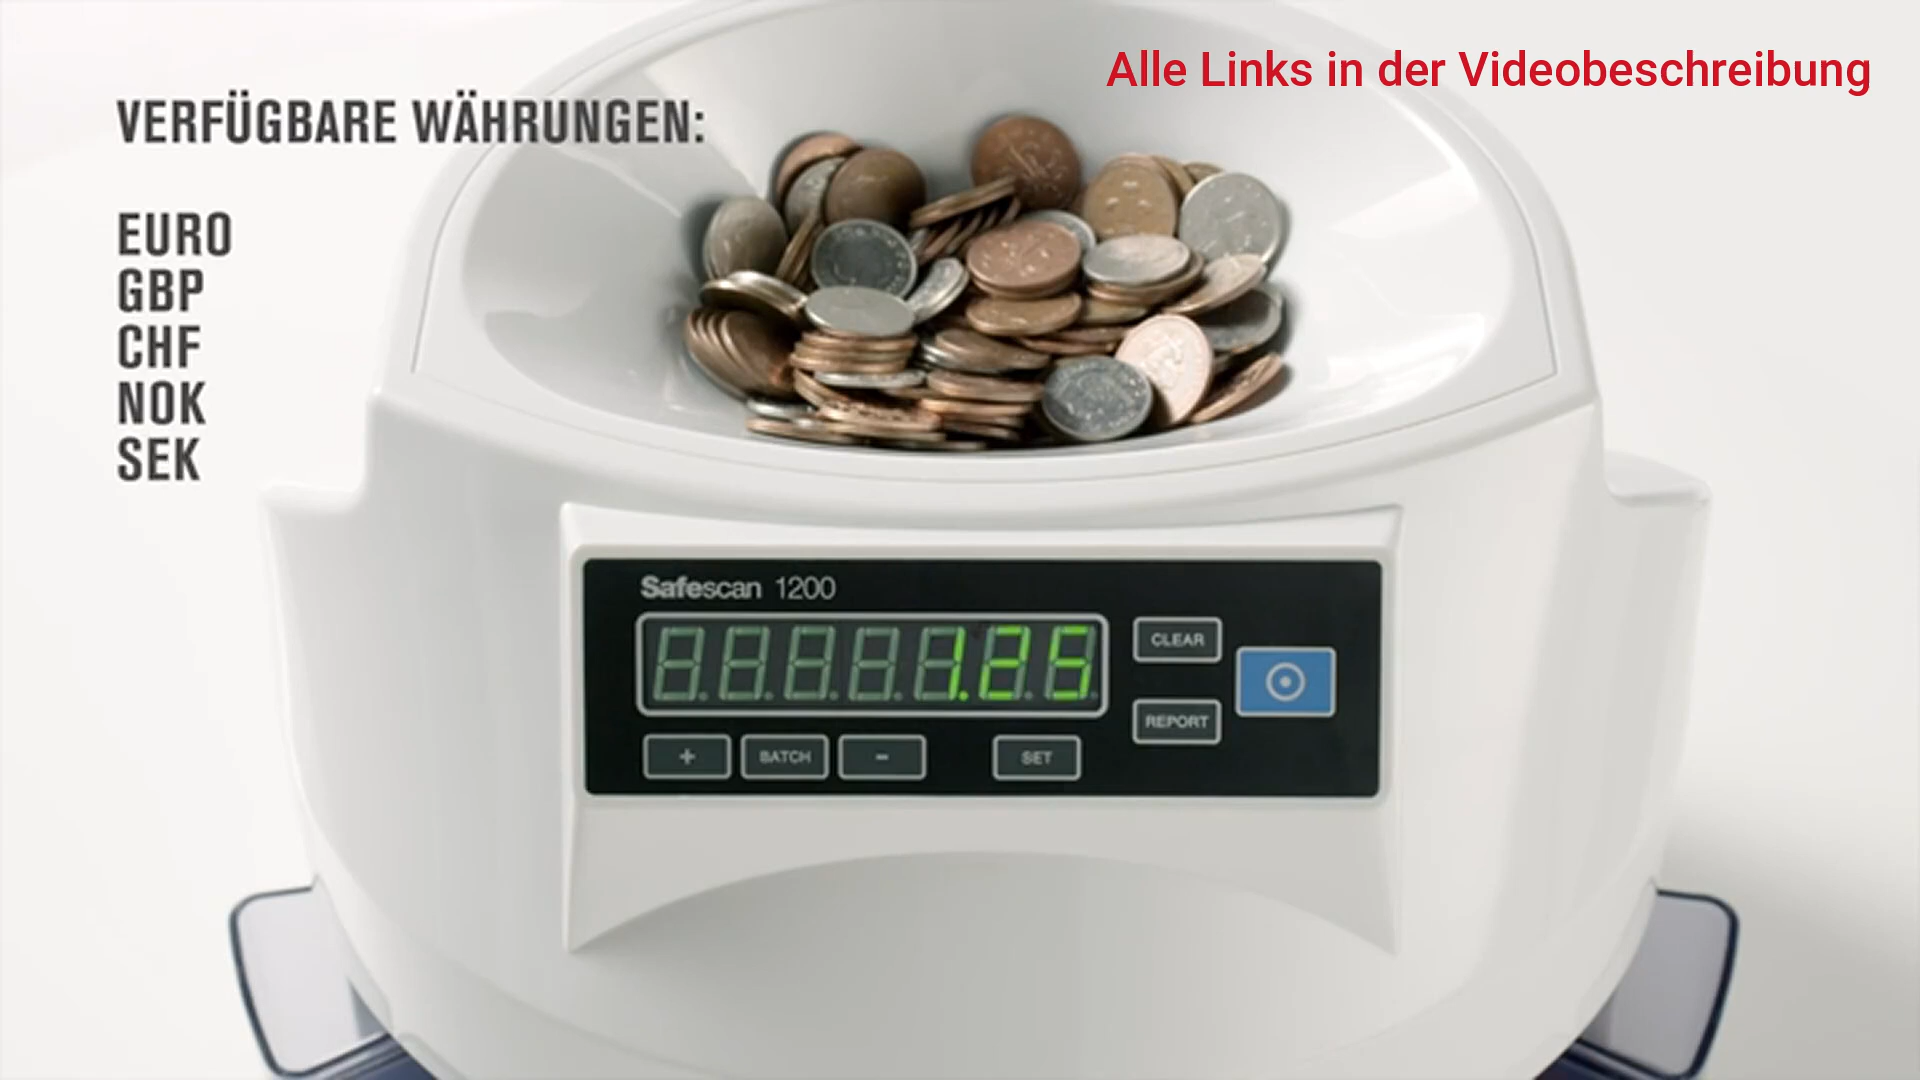 Alle Links in der Videobeschreibung
VERFÜGBARE WÄHRUNGEN:
EURO
GBP
CHF
NOK
SEK
Safescan 1200
1.25
CLEAR
REPORT
+ BATCH - SET